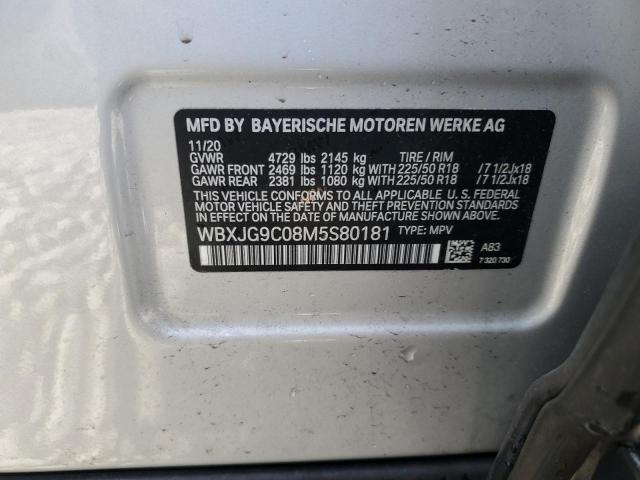 MFD BY BAYERISCHE MOTOREN WERKE AG
11/20
GVWR 4729 lbs 2145 kg TIRE / RIM
GAWR FRONT 2469 lbs 1120 kg WITH 225/50 R18 /7 1/2Jx18
GAWR REAR 2381 lbs 1080 kg WITH 225/50 R18 /7 1/2Jx18
THIS VEHICLE CONFORMS TO ALL APPLICABLE U. S. FEDERAL
MOTOR VEHICLE SAFETY STANDARDS IN EFFECT ON THE
DATE OF MANUFACTURE SHOWN ABOVE.
WBXJG9C08M5S80181 TYPE: MPV
A83
7 320 730